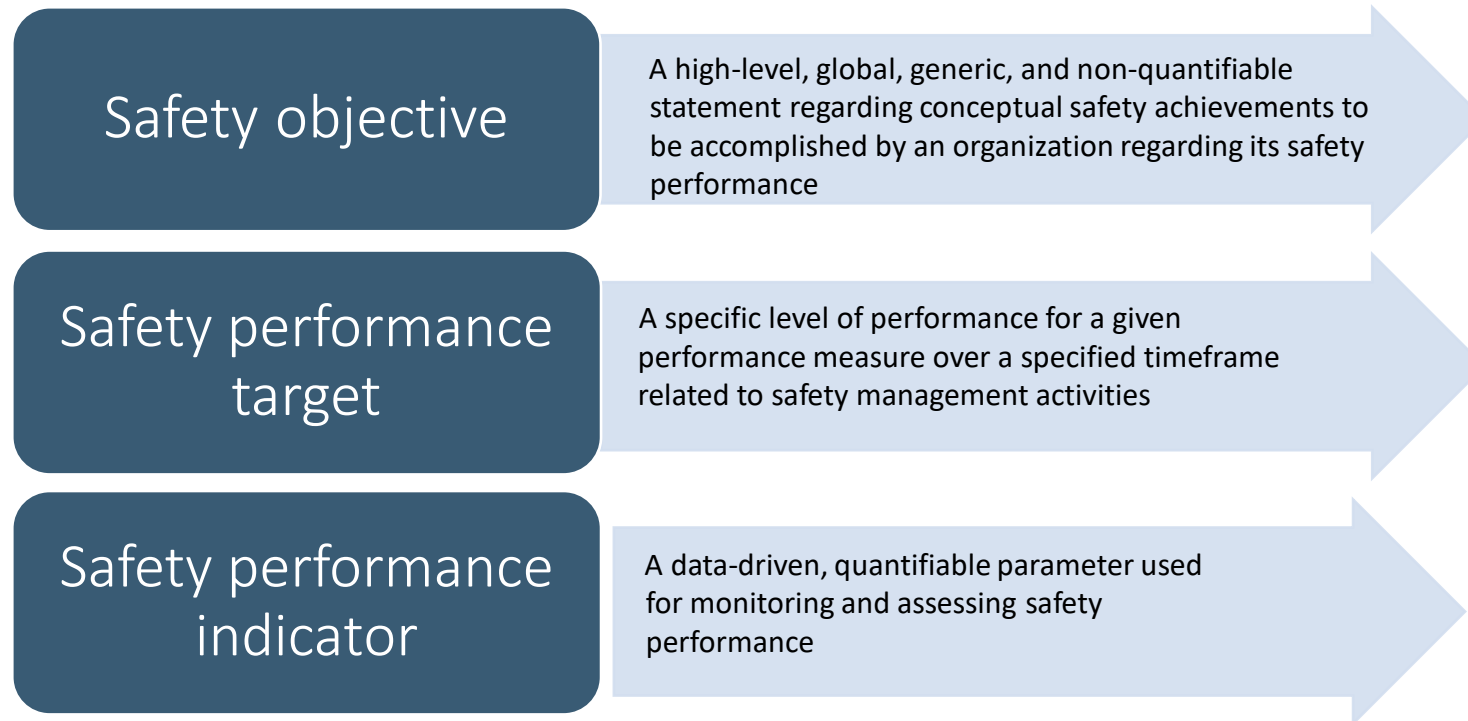 Safety objective
A high-level, global, generic, and non-quantifiable
statement regarding conceptual safety achievements to
be accomplished by an organization regarding its safety
performance
Safety performance
target
A specific level of performance for a given
performance measure over a specified timeframe
related to safety management activities
Safety performance
indicator
A data-driven, quantifiable parameter used
for monitoring and assessing safety
performance